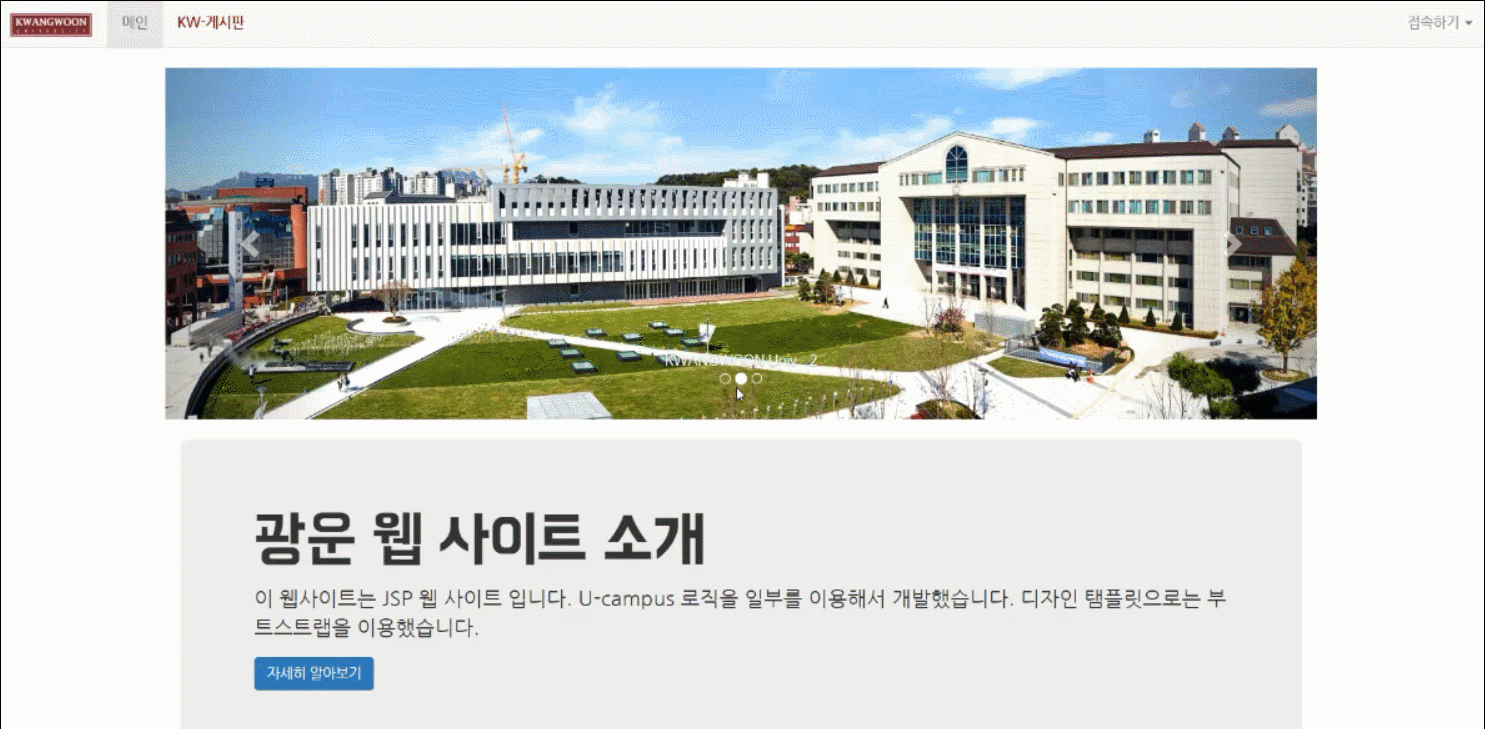 KWANGWOON
UNIVERSITY
메인
KW-게시판
접속하기
KWANGWOON Univ._2
광운 웹 사이트 소개
이 웹사이트는 JSP 웹 사이트 입니다. U-campus 로직을 일부를 이용해서 개발했습니다. 디자인 탬플릿으로는 부
트스트랩을 이용했습니다.
자세히 알아보기